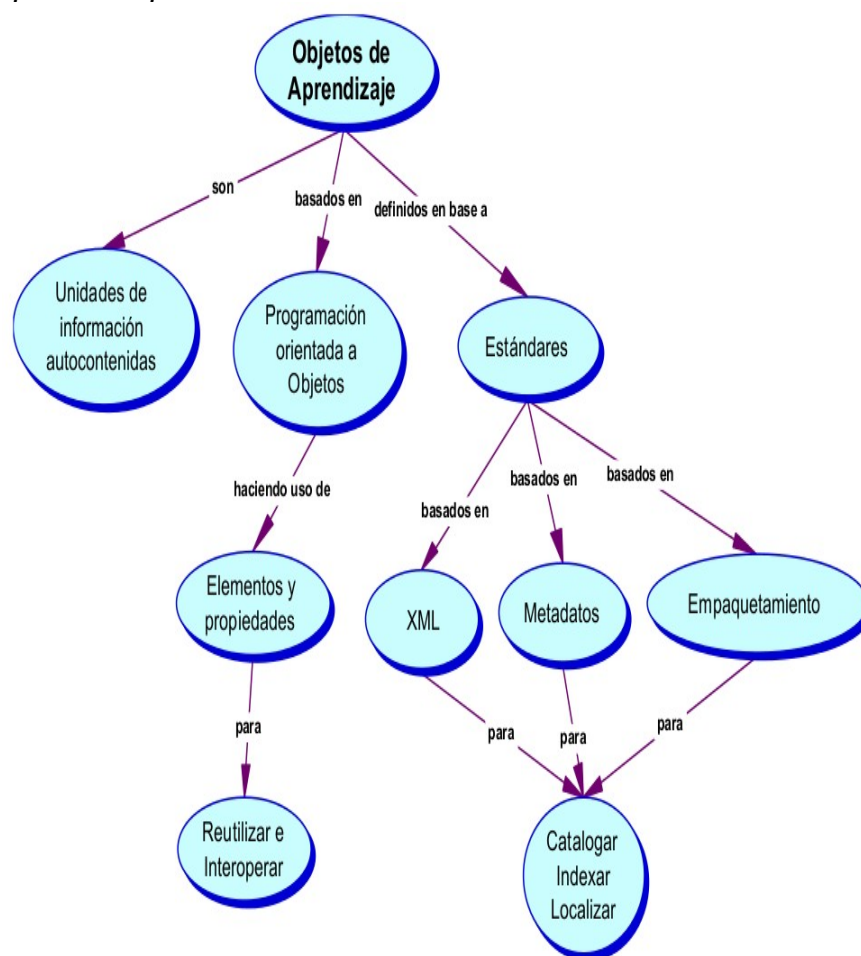 Objetos de
Aprendizaje
son
basados en
definidos en base a
Unidades de
información
autocontenidas
Programación
orientada a
Objetos
Estándares
haciendo uso de
basados en
basados en
basados en
Elementos y
propiedades
XML
Metadatos
Empaquetamiento
para
para
para
para
Reutilizar e
Interoperar
Catalogar
Indexar
Localizar